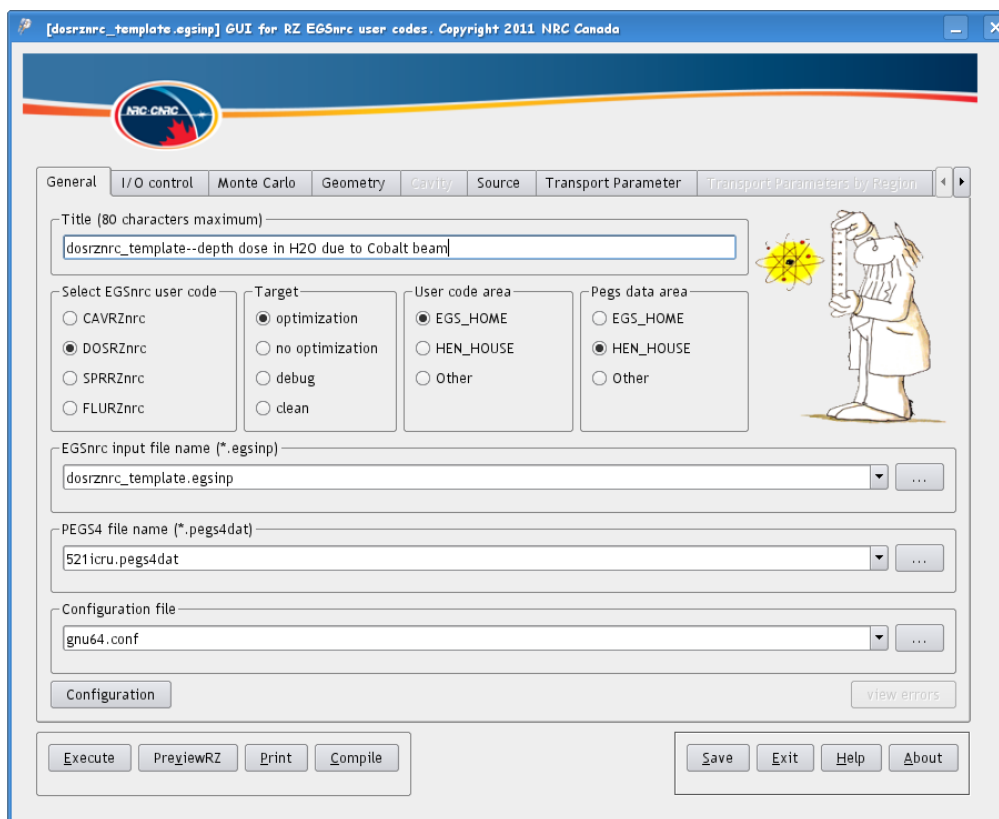 [dosrznrc_template.egsinp] GUI for RZ EGSnrc user codes. Copyright 2011 NRC Canada
NRC·CNRC
General I/O control Monte Carlo Geometry Cavity Source Transport Parameter Transport Parameters by Region
Title (80 characters maximum)
dosrznrc_template--depth dose in H2O due to Cobalt beam
Select EGSnrc user code Target User code area Pegs data area
CAVRZnrc optimization EGS_HOME EGS_HOME
DOSRZnrc no optimization HEN_HOUSE HEN_HOUSE
SPRRZnrc debug Other Other
FLURZnrc clean
EGSnrc input file name (*.egsinp)
dosrznrc_template.egsinp ...
PEGS4 file name (*.pegs4dat)
521icru.pegs4dat ...
Configuration file
gnu64.conf ...
Configuration view errors
Execute PreviewRZ Print Compile Save Exit Help About